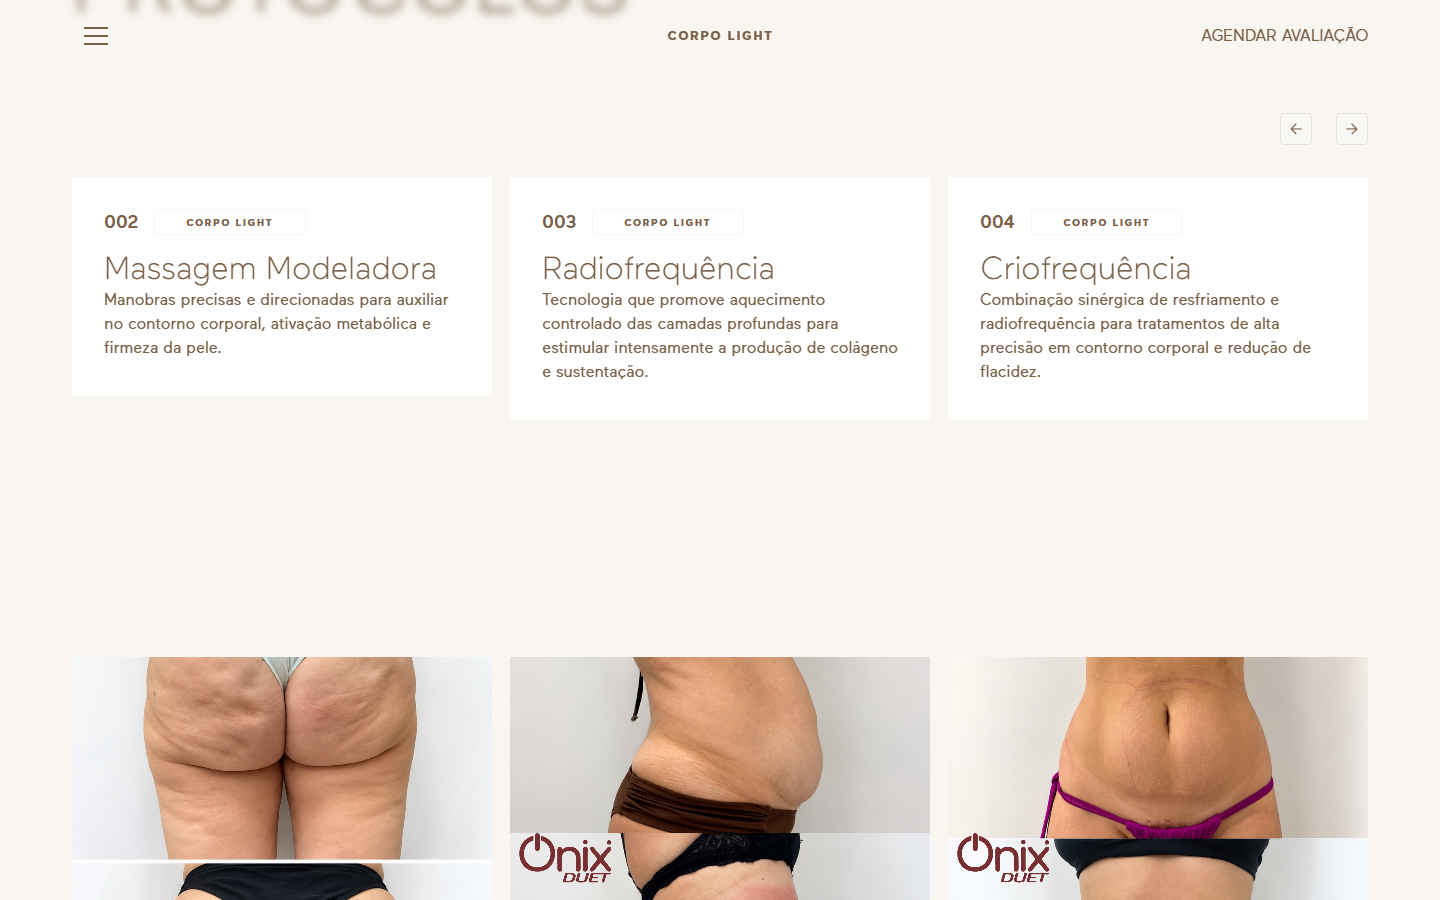 CORPO LIGHT
AGENDAR AVALIAÇÃO
002 CORPO LIGHT
Massagem Modeladora
Manobras precisas e direcionadas para auxiliar
no contorno corporal, ativação metabólica e
firmeza da pele.
003 CORPO LIGHT
Radiofrequência
Tecnologia que promove aquecimento
controlado das camadas profundas para
estimular intensamente a produção de colágeno
e sustentação.
004 CORPO LIGHT
Criofrequência
Combinação sinérgica de resfriamento e
radiofrequência para tratamentos de alta
precisão em contorno corporal e redução de
flacidez.
Onix
DUET
Onix
DUET